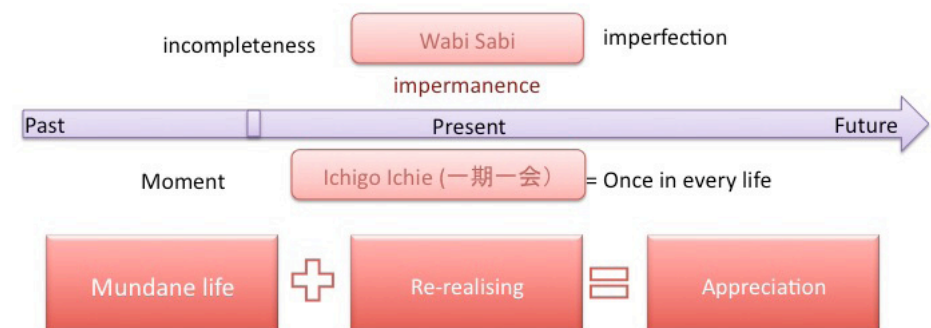 incompleteness
Wabi Sabi
imperfection
impermanence
Past
Present
Future
Moment
Ichigo Ichie (一期一会）
= Once in every life
Mundane life
Re-realising
Appreciation